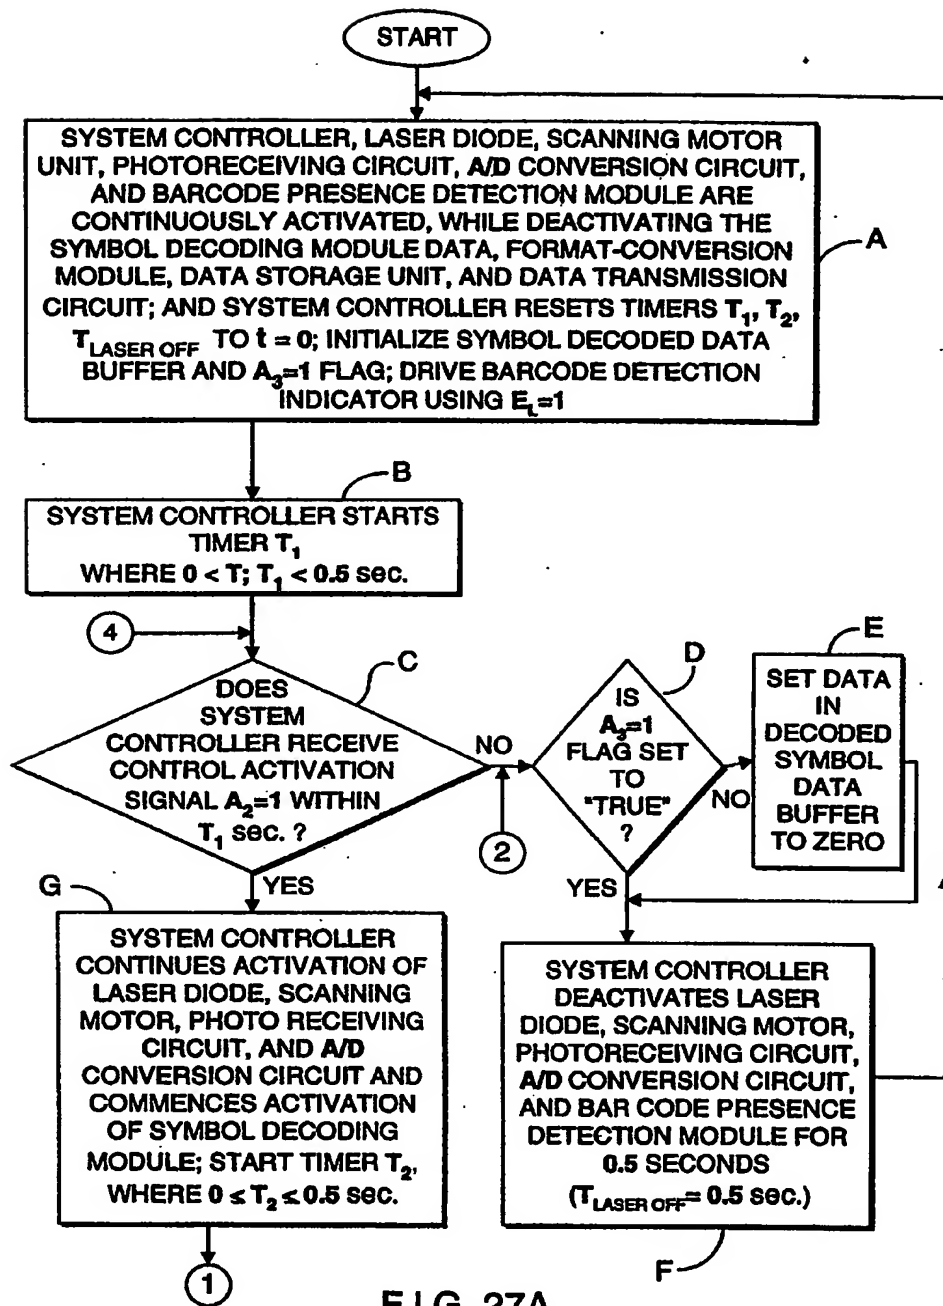 START
SYSTEM CONTROLLER, LASER DIODE, SCANNING MOTOR
UNIT, PHOTORECEIVING CIRCUIT, A/D CONVERSION CIRCUIT,
AND BARCODE PRESENCE DETECTION MODULE ARE
CONTINUOUSLY ACTIVATED, WHILE DEACTIVATING THE
SYMBOL DECODING MODULE DATA, FORMAT-CONVERSION
MODULE, DATA STORAGE UNIT, AND DATA TRANSMISSION
CIRCUIT; AND SYSTEM CONTROLLER RESETS TIMERS T1, T2,
T LASER OFF TO t = 0; INITIALIZE SYMBOL DECODED DATA
BUFFER AND A3=1 FLAG; DRIVE BARCODE DETECTION
INDICATOR USING EL=1
A
B
SYSTEM CONTROLLER STARTS
TIMER T1
WHERE 0 < T; T1 < 0.5 sec.
4
C
DOES
SYSTEM
CONTROLLER RECEIVE
CONTROL ACTIVATION
SIGNAL A2=1 WITHIN
T1 sec. ?
NO
2
YES
D
IS
A3=1
FLAG SET
TO
"TRUE"
?
NO
YES
E
SET DATA
IN
DECODED
SYMBOL
DATA
BUFFER
TO ZERO
G
SYSTEM CONTROLLER
CONTINUES ACTIVATION OF
LASER DIODE, SCANNING
MOTOR, PHOTO RECEIVING
CIRCUIT, AND A/D
CONVERSION CIRCUIT AND
COMMENCES ACTIVATION
OF SYMBOL DECODING
MODULE; START TIMER T2,
WHERE 0 ≤ T2 ≤ 0.5 sec.
1
SYSTEM CONTROLLER
DEACTIVATES LASER
DIODE, SCANNING MOTOR,
PHOTORECEIVING CIRCUIT,
A/D CONVERSION CIRCUIT,
AND BAR CODE PRESENCE
DETECTION MODULE FOR
0.5 SECONDS
(T LASER OFF = 0.5 sec.)
F
FIG. 27A